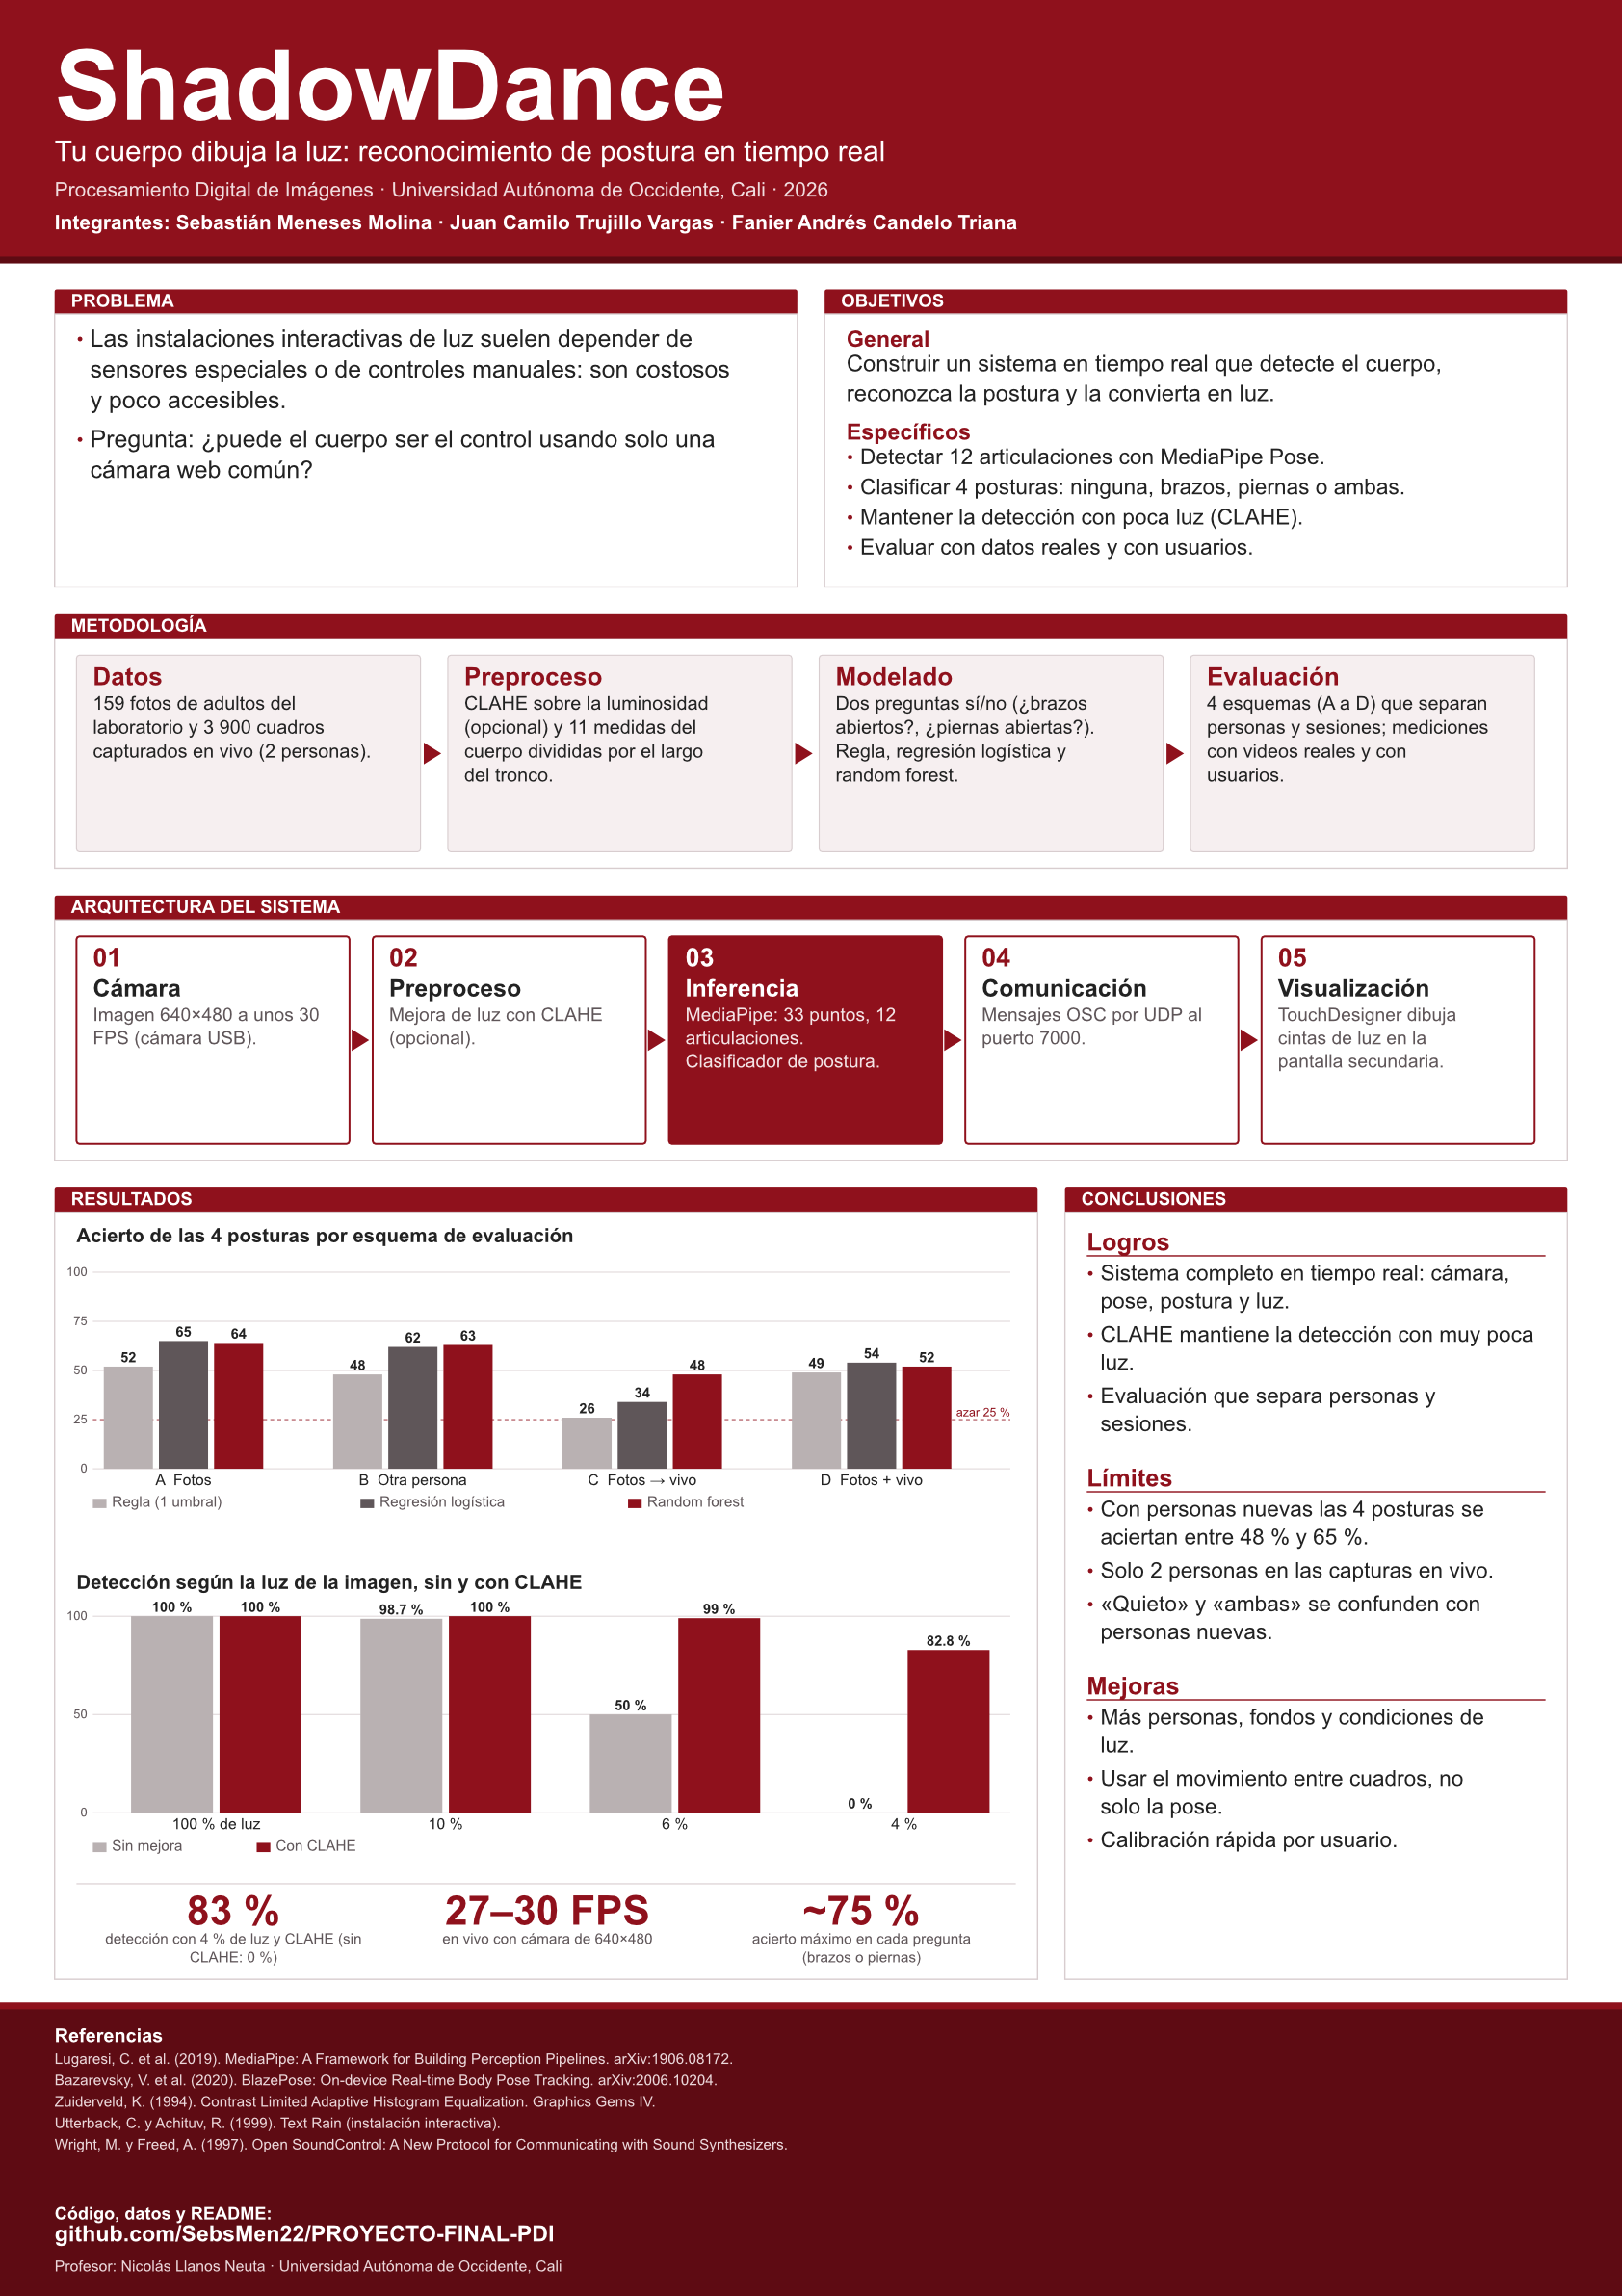 ShadowDance
Tu cuerpo dibuja la luz: reconocimiento de postura en tiempo real
Procesamiento Digital de Imágenes · Universidad Autónoma de Occidente, Cali · 2026
Integrantes: Sebastián Meneses Molina · Juan Camilo Trujillo Vargas · Fanier Andrés Candelo Triana
PROBLEMA
• Las instalaciones interactivas de luz suelen depender de
sensores especiales o de controles manuales: son costosos
y poco accesibles.
• Pregunta: ¿puede el cuerpo ser el control usando solo una
cámara web común?
OBJETIVOS
General
Construir un sistema en tiempo real que detecte el cuerpo,
reconozca la postura y la convierta en luz.
Específicos
• Detectar 12 articulaciones con MediaPipe Pose.
• Clasificar 4 posturas: ninguna, brazos, piernas o ambas.
• Mantener la detección con poca luz (CLAHE).
• Evaluar con datos reales y con usuarios.
METODOLOGÍA
Datos
159 fotos de adultos del
laboratorio y 3 900 cuadros
capturados en vivo (2 personas).
Preproceso
CLAHE sobre la luminosidad
(opcional) y 11 medidas del
cuerpo divididas por el largo
del tronco.
Modelado
Dos preguntas sí/no (¿brazos
abiertos?, ¿piernas abiertas?).
Regla, regresión logística y
random forest.
Evaluación
4 esquemas (A a D) que separan
personas y sesiones; mediciones
con videos reales y con
usuarios.
ARQUITECTURA DEL SISTEMA
01
Cámara
Imagen 640×480 a unos 30
FPS (cámara USB).
02
Preproceso
Mejora de luz con CLAHE
(opcional).
03
Inferencia
MediaPipe: 33 puntos, 12
articulaciones.
Clasificador de postura.
04
Comunicación
Mensajes OSC por UDP al
puerto 7000.
05
Visualización
TouchDesigner dibuja
cintas de luz en la
pantalla secundaria.
RESULTADOS
Acierto de las 4 posturas por esquema de evaluación
100
75
50
25
0
52 65 64
48 62 63
26 34 48
49 54 52
azar 25 %
A Fotos
B Otra persona
C Fotos → vivo
D Fotos + vivo
Regla (1 umbral)
Regresión logística
Random forest
Detección según la luz de la imagen, sin y con CLAHE
100
50
0
100 % 100 %
98.7 % 100 %
50 % 99 %
0 % 82.8 %
100 % de luz
10 %
6 %
4 %
Sin mejora
Con CLAHE
83 %
detección con 4 % de luz y CLAHE (sin
CLAHE: 0 %)
27–30 FPS
en vivo con cámara de 640×480
~75 %
acierto máximo en cada pregunta
(brazos o piernas)
CONCLUSIONES
Logros
• Sistema completo en tiempo real: cámara,
pose, postura y luz.
• CLAHE mantiene la detección con muy poca
luz.
• Evaluación que separa personas y
sesiones.
Límites
• Con personas nuevas las 4 posturas se
aciertan entre 48 % y 65 %.
• Solo 2 personas en las capturas en vivo.
• «Quieto» y «ambas» se confunden con
personas nuevas.
Mejoras
• Más personas, fondos y condiciones de
luz.
• Usar el movimiento entre cuadros, no
solo la pose.
• Calibración rápida por usuario.
Referencias
Lugaresi, C. et al. (2019). MediaPipe: A Framework for Building Perception Pipelines. arXiv:1906.08172.
Bazarevsky, V. et al. (2020). BlazePose: On-device Real-time Body Pose Tracking. arXiv:2006.10204.
Zuiderveld, K. (1994). Contrast Limited Adaptive Histogram Equalization. Graphics Gems IV.
Utterback, C. y Achituv, R. (1999). Text Rain (instalación interactiva).
Wright, M. y Freed, A. (1997). Open SoundControl: A New Protocol for Communicating with Sound Synthesizers.
Código, datos y README:
github.com/SebsMen22/PROYECTO-FINAL-PDI
Profesor: Nicolás Llanos Neuta · Universidad Autónoma de Occidente, Cali